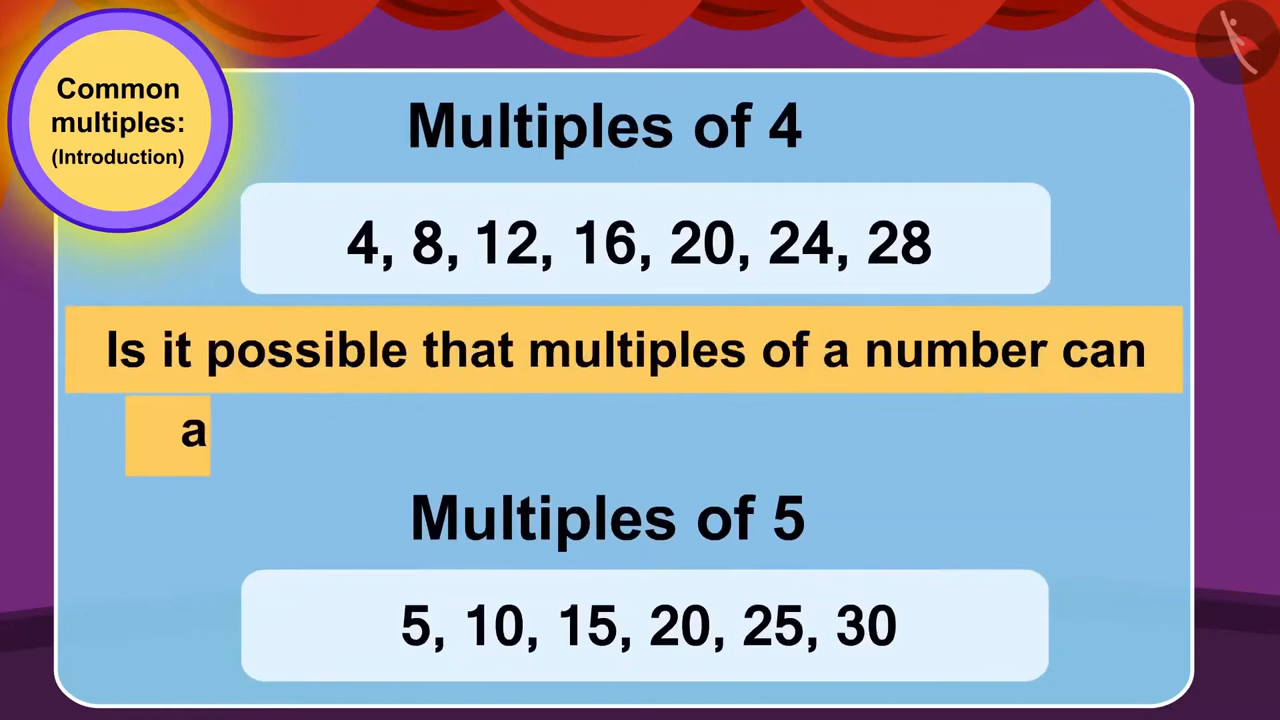 Common
multiples:
(Introduction)
Multiples of 4
4, 8, 12, 16, 20, 24, 28
Is it possible that multiples of a number can
a
Multiples of 5
5, 10, 15, 20, 25, 30